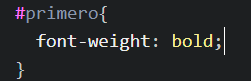 #primero{
  font-weight: bold;
}